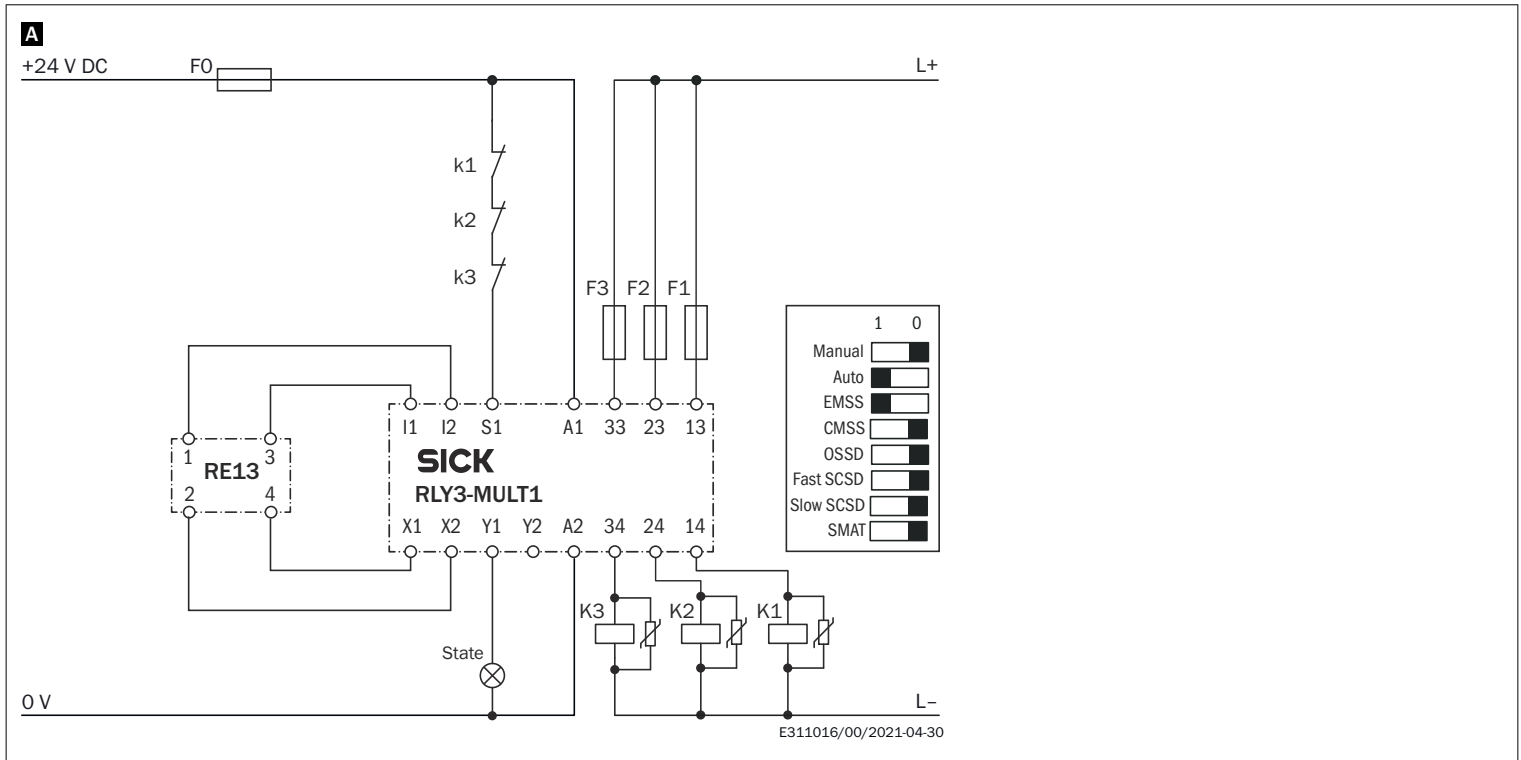 A
+24 V DC F0 L+
k1
k2
k3
F3 F2 F1
1 0
Manual
Auto
EMSS
CMSS
OSSD
Fast SCSD
Slow SCSD
SMAT
I1 I2 S1 A1 33 23 13
1 3
RE13
2 4
SICK
RLY3-MULT1
X1 X2 Y1 Y2 A2 34 24 14
K3 K2 K1
State
0 V L–
E311016/00/2021-04-30